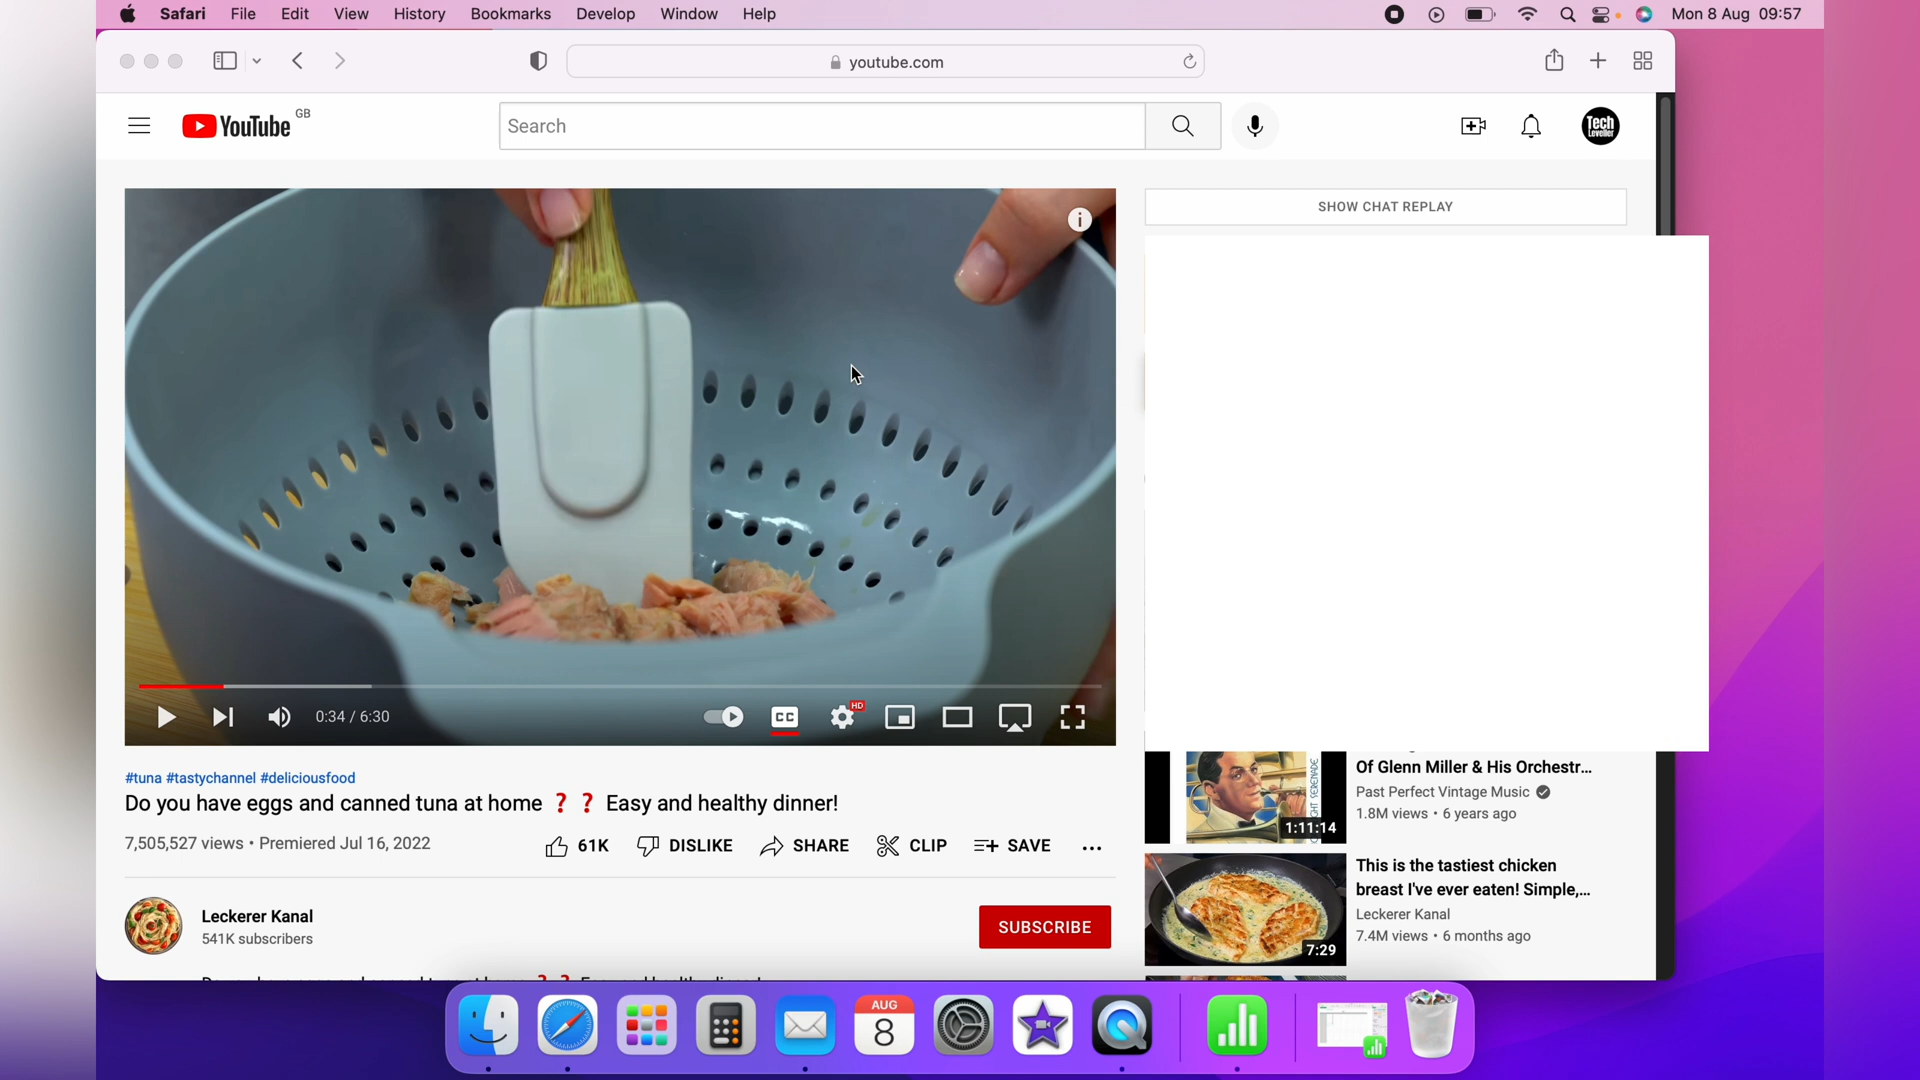 Safari File Edit View History Bookmarks Develop Window Help Mon 8 Aug 09:57
youtube.com
YouTube GB
Search
Tech
Leveller
SHOW CHAT REPLAY
i
0:34 / 6:30
CC
HD
#tuna #tastychannel #deliciousfood
Do you have eggs and canned tuna at home ❓ ❓ Easy and healthy dinner!
7,505,527 views • Premiered Jul 16, 2022
61K DISLIKE SHARE CLIP SAVE ...
Leckerer Kanal
541K subscribers
SUBSCRIBE
1:11:14
Of Glenn Miller & His Orchestr...
Past Perfect Vintage Music
1.8M views • 6 years ago
7:29
This is the tastiest chicken
breast I've ever eaten! Simple,...
Leckerer Kanal
7.4M views • 6 months ago
AUG
8